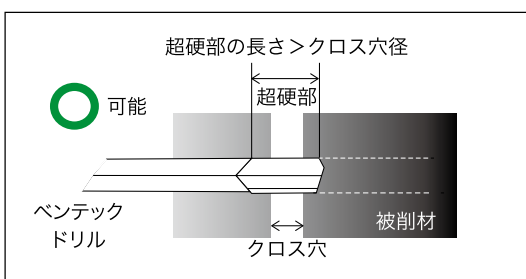 超硬部の長さ＞クロス穴径
超硬部
可能
ベンテック
ドリル
被削材
クロス穴